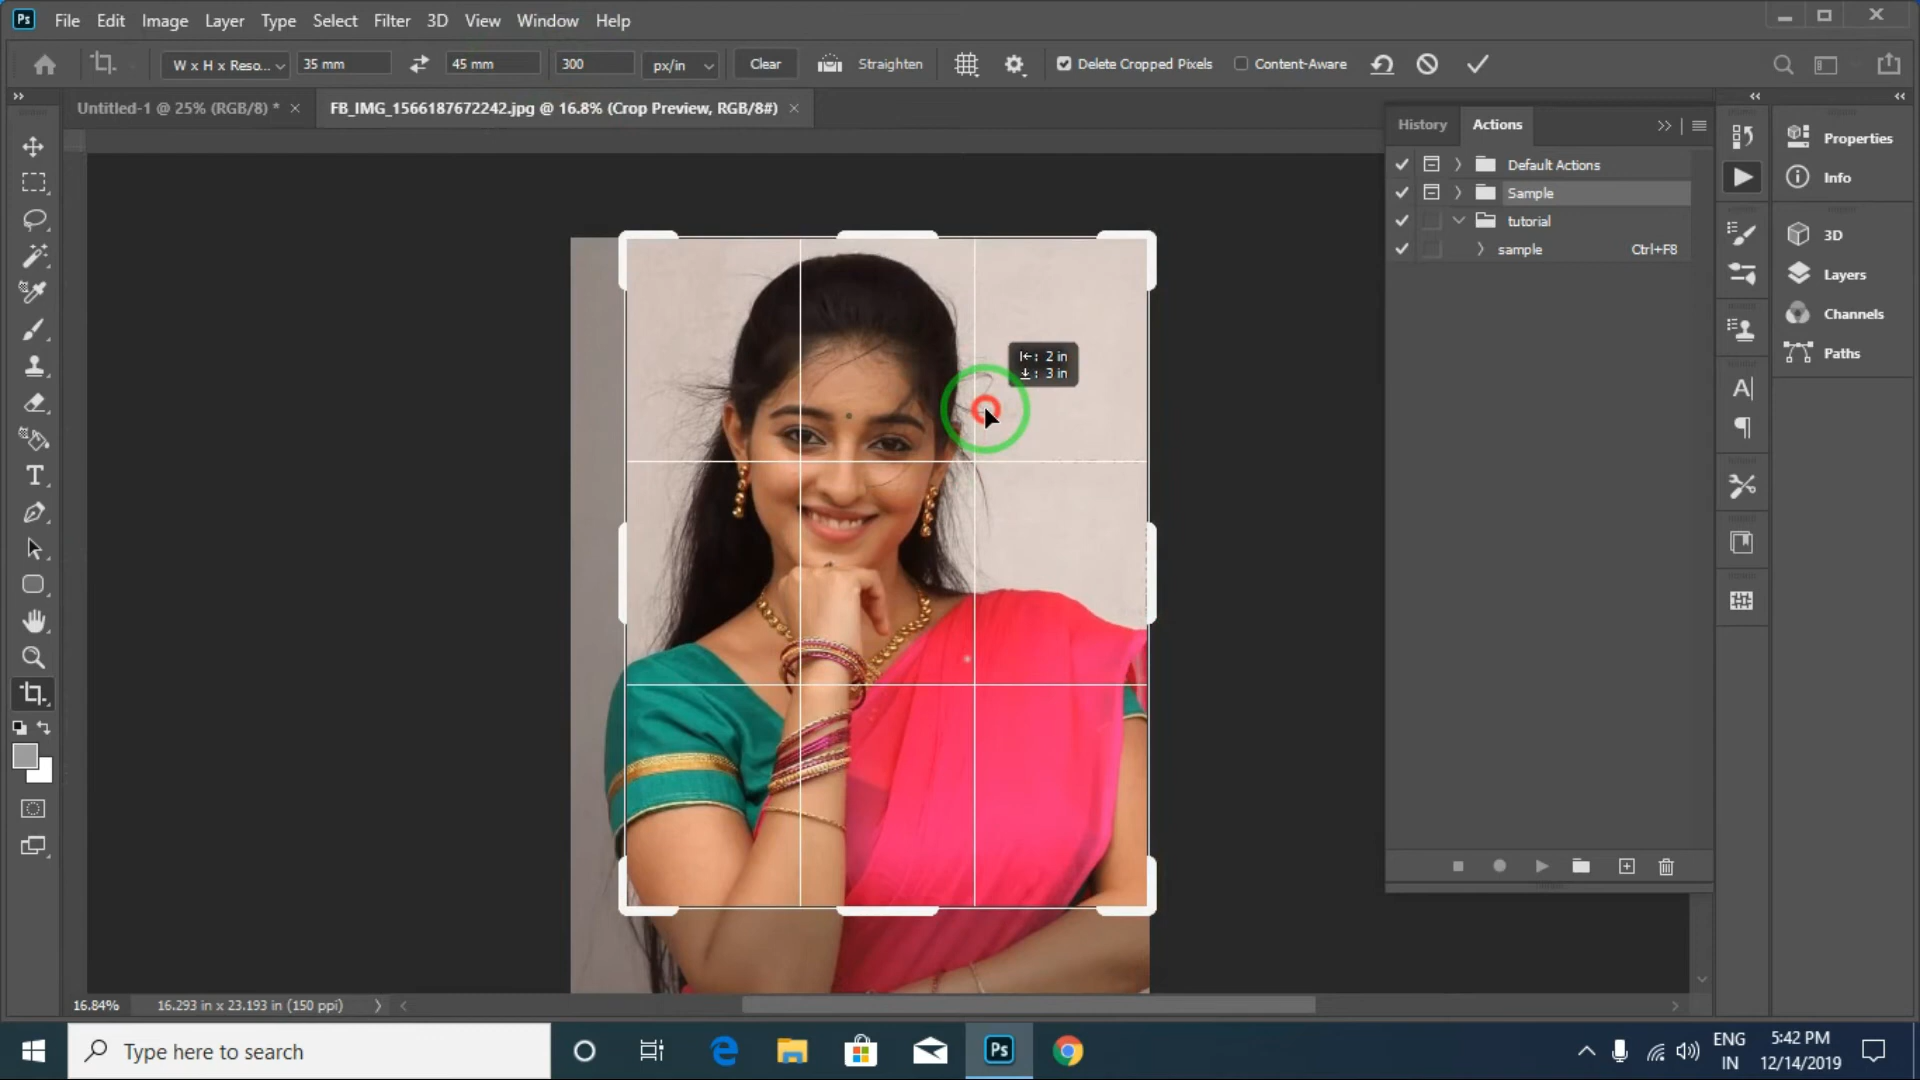 Ps File Edit Image Layer Type Select Filter 3D View Window Help
W x H x Reso... 35 mm 45 mm 300 px/in Clear Straighten Delete Cropped Pixels Content-Aware
Untitled-1 @ 25% (RGB/8) * × FB_IMG_1566187672242.jpg @ 16.8% (Crop Preview, RGB/8#) ×
History Actions
Default Actions
Sample
tutorial
sample Ctrl+F8
Properties
Info
3D
Layers
Channels
Paths
2 in
3 in
16.84% 16.293 in x 23.193 in (150 ppi)
Type here to search
Ps
ENG
IN
5:42 PM
12/14/2019